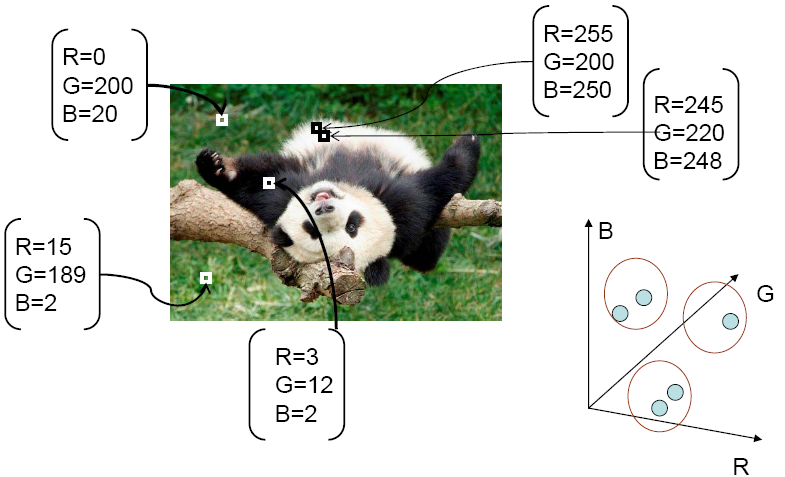 R=0
G=200
B=20
R=255
G=200
B=250
R=245
G=220
B=248
R=15
G=189
B=2
R=3
G=12
B=2
B
G
R